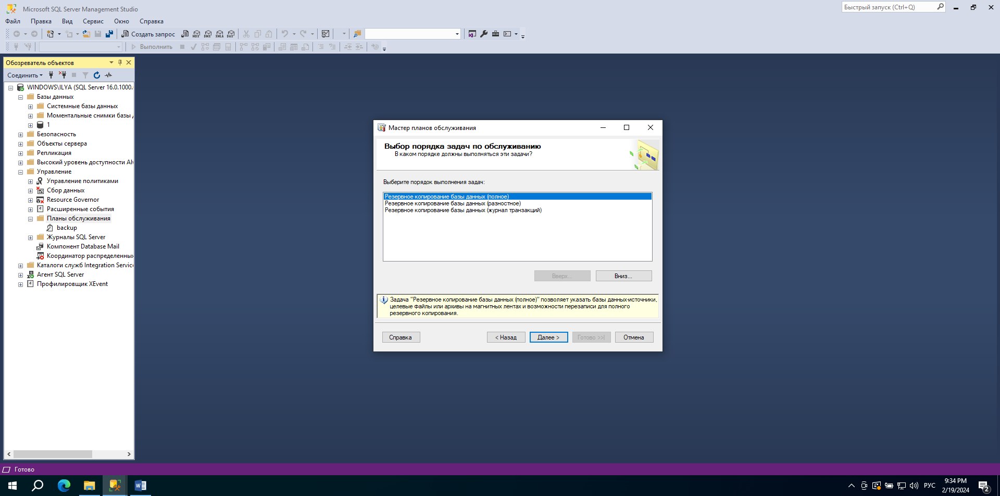 Microsoft SQL Server Management Studio
Быстрый запуск (Ctrl+Q)
Файл Правка Вид Сервис Окно Справка
Создать запрос
MDX DMX XMLA DAX
Выполнить
Обозреватель объектов
Соединить
WINDOWS\ILYA (SQL Server 16.0.1000.
Базы данных
Системные базы данных
Моментальные снимки базы
1
Безопасность
Объекты сервера
Репликация
Высокий уровень доступности Al
Управление
Управление политиками
Сбор данных
Resource Governor
Расширенные события
Планы обслуживания
backup
Журналы SQL Server
Компонент Database Mail
Координатор распределенных
Каталоги служб Integration Servic
Агент SQL Server
Профилировщик XEvent
Мастер планов обслуживания
Выбор порядка задач по обслуживанию
В каком порядке должны выполняться эти задачи?
Выберите порядок выполнения задач:
Резервное копирование базы данных (полное)
Резервное копирование базы данных (разностное)
Резервное копирование базы данных (журнал транзакций)
Вверх... Вниз...
Задача "Резервное копирование базы данных (полное)" позволяет указать базы данных-источники,
целевые файлы или архивы на магнитных лентах и возможности перезаписи для полного
резервного копирования.
Справка < Назад Далее > Готово >>| Отмена
Готово
РУС
9:34 PM
2/19/2024
2